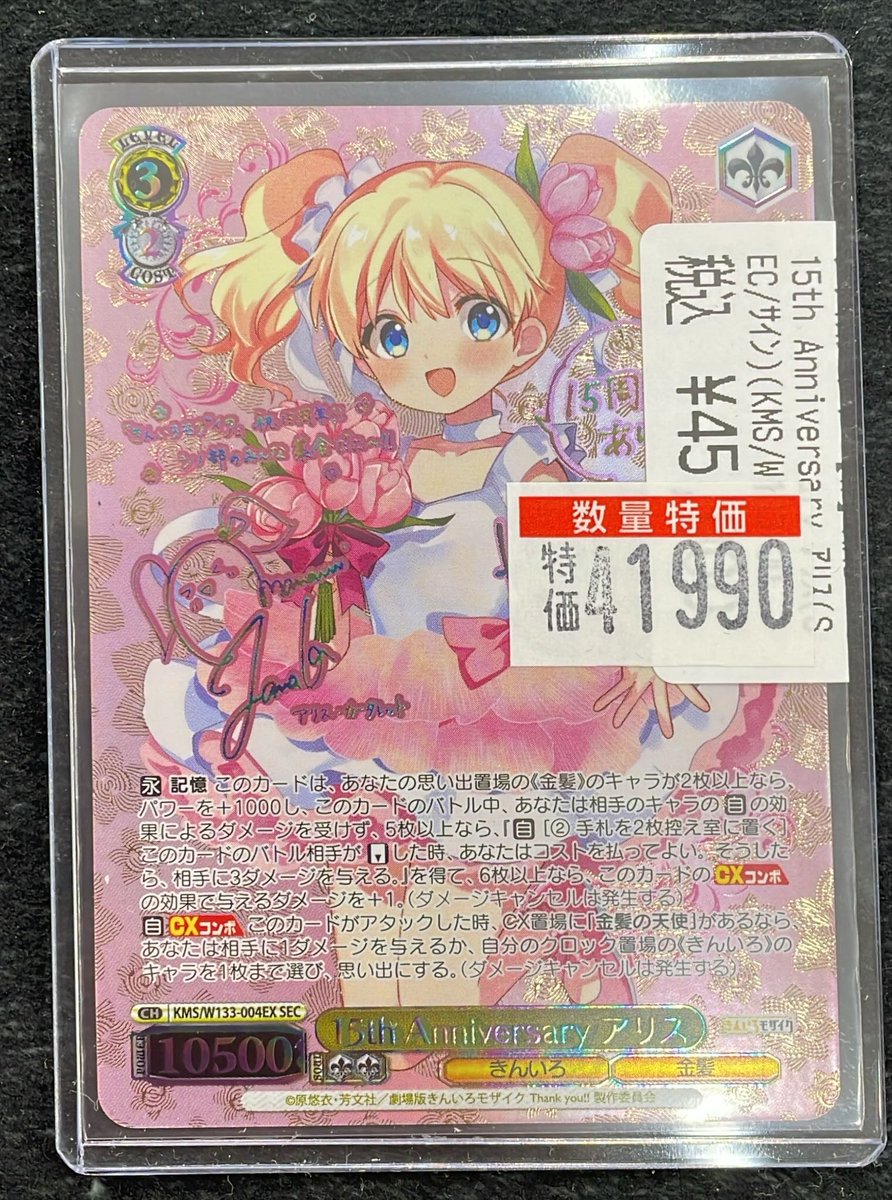 LEVEL
3
2
COST
15th Anniversary アリス(S
EC/サイン)(KMS/W
税込 ¥45
15周
あり
数量特価
特価41990
アリス・カータレット
永 記憶 このカードは、あなたの思い出置場の《金髪》のキャラが2枚以上なら、
パワーを+1000し、このカードのバトル中、あなたは相手のキャラの 自 の効
果によるダメージを受けず、5枚以上なら、「自 [② 手札を2枚控え室に置く]
このカードのバトル相手が ▼ した時、あなたはコストを払ってよい。そうした
ら、相手に3ダメージを与える。」を得て、6枚以上なら、このカードの CXコンボ
の効果で与えるダメージを+1。(ダメージキャンセルは発生する)
自 CXコンボ このカードがアタックした時、CX置場に「金髪の天使」があるなら
あなたは相手に1ダメージを与えるか、自分のクロック置場の《きんいろ》の
キャラを1枚まで選び、思い出にする。(ダメージキャンセルは発生する)
CH KMS/W133-004EX SEC
15th Anniversary アリス
きんいろモザイク
POWER 10500 SOUL
きんいろ 金髪
©原悠衣・芳文社／劇場版きんいろモザイク Thank you!! 製作委員会